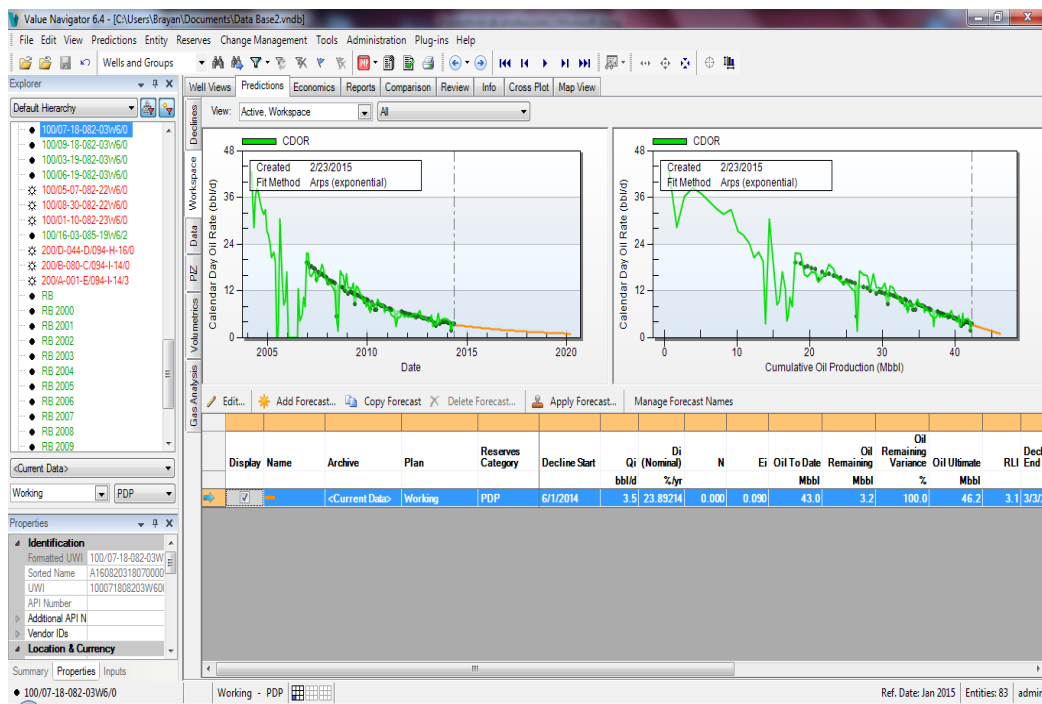 Value Navigator 6.4 - [C:\Users\Brayan\Documents\Data Base2.vndb]
File Edit View Predictions Entity Reserves Change Management Tools Administration Plug-ins Help
Wells and Groups
Explorer
Default Hierarchy
100/07-18-082-03W6/0
100/09-18-082-03W6/0
100/03-19-082-03W6/0
100/06-19-082-03W6/0
100/05-07-082-22W6/0
100/08-30-082-22W6/0
100/01-10-082-23W6/0
100/16-03-085-19W6/2
200/D-044-D/094-H-16/0
200/B-080-C/094-I-14/0
200/A-001-E/094-I-14/3
RB
RB 2000
RB 2001
RB 2002
RB 2003
RB 2004
RB 2005
RB 2006
RB 2007
RB 2008
RB 2009
<Current Data>
Working PDP
Properties
Identification
Formatted UWI 100/07-18-082-03W
Sorted Name A160820318070000
UWI 100071808203W60
API Number
Additional API N
Vendor IDs
Location & Currency
Summary Properties Inputs
100/07-18-082-03W6/0
Well Views Predictions Economics Reports Comparison Review Info Cross Plot Map View
View: Active, Workspace All
Declines
Workspace
Data
PIZ
Volumetrics
Gas Analysis
CDOR
Created 2/23/2015
Fit Method Arps (exponential)
Calendar Day Oil Rate (bbl/d)
48
36
24
12
0
2005 2010 2015 2020
Date
CDOR
Created 2/23/2015
Fit Method Arps (exponential)
Calendar Day Oil Rate (bbl/d)
48
36
24
12
0
0 10 20 30 40
Cumulative Oil Production (Mbbl)
Edit... Add Forecast... Copy Forecast Delete Forecast... Apply Forecast... Manage Forecast Names
Display Name Archive Plan Reserves Category Decline Start Qi Di (Nominal) N Ei Oil To Date Oil Remaining Oil Remaining Variance Oil Ultimate RLI Decl End
bbl/d %/yr Mbbl Mbbl % Mbbl
<Current Data> Working PDP 6/1/2014 3.5 23.89214 0.000 0.090 43.0 3.2 100.0 46.2 3.1 3/3/2
Working - PDP
Ref. Date: Jan 2015 Entities: 83 admin